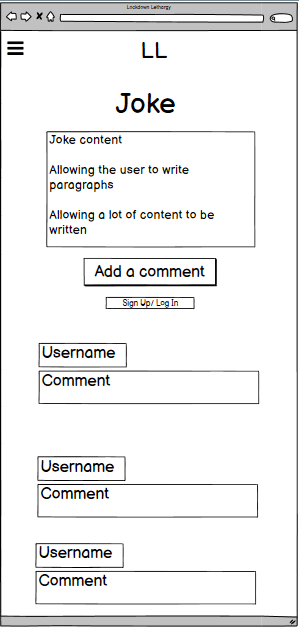 Lockdown Lethargy
LL
Joke
Joke content
Allowing the user to write
paragraphs
Allowing a lot of content to be
written
Add a comment
Sign Up/ Log In
Username
Comment
Username
Comment
Username
Comment